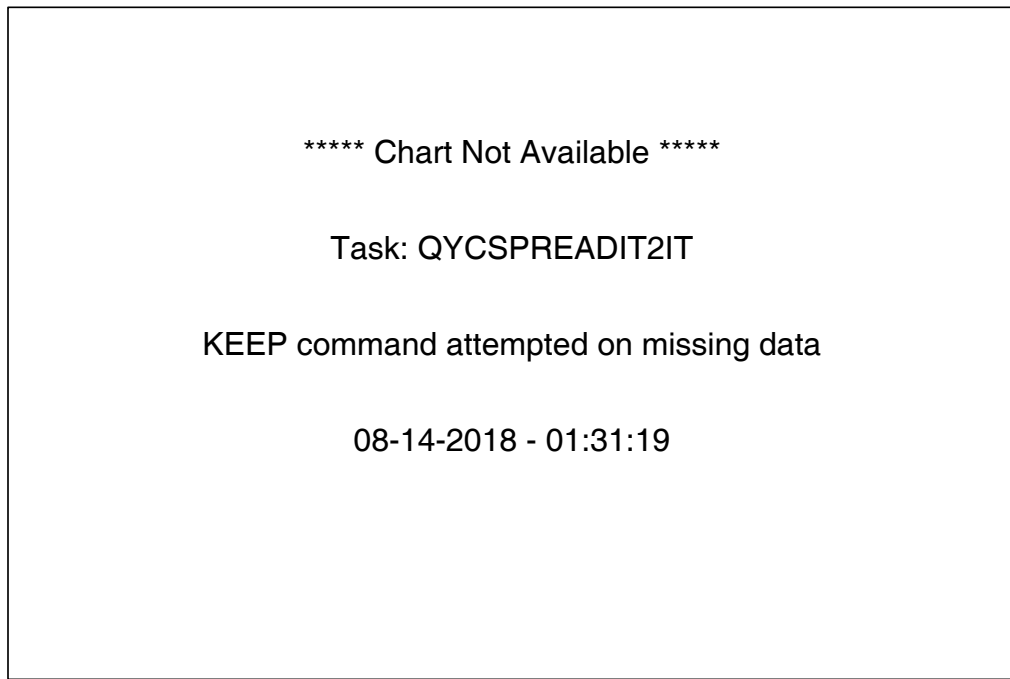 ***** Chart Not Available *****
Task: QYCSPREADIT2IT
KEEP command attempted on missing data
08-14-2018 - 01:31:19